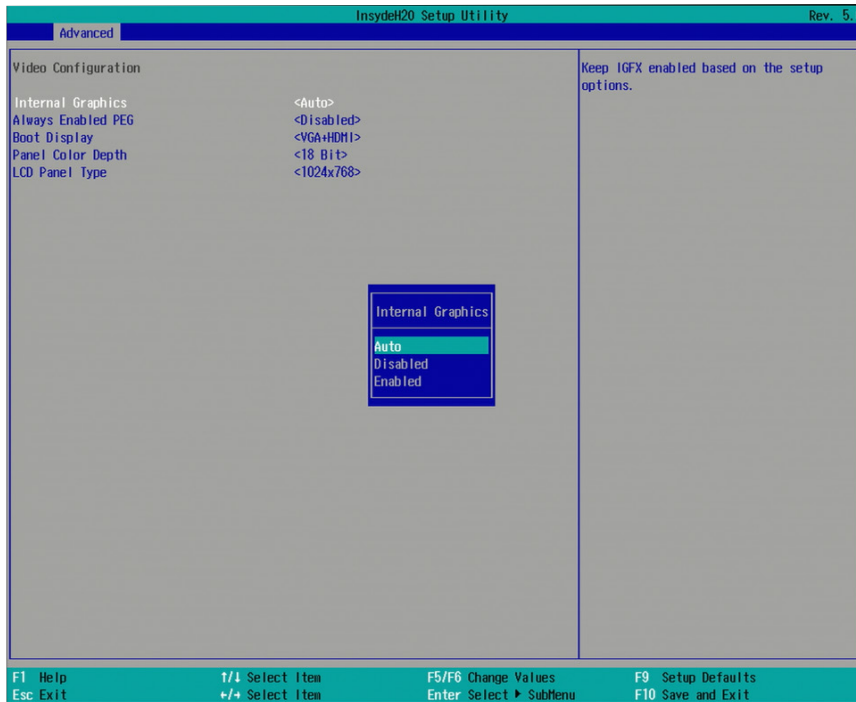 InsydeH20 Setup Utility Rev. 5.
Advanced
Video Configuration
Internal Graphics <Auto>
Always Enabled PEG <Disabled>
Boot Display <VGA+HDMI>
Panel Color Depth <18 Bit>
LCD Panel Type <1024x768>
Keep IGFX enabled based on the setup
options.
Internal Graphics
Auto
Disabled
Enabled
F1 Help ↑/↓ Select Item F5/F6 Change Values F9 Setup Defaults
Esc Exit ←/→ Select Item Enter Select ▶ SubMenu F10 Save and Exit